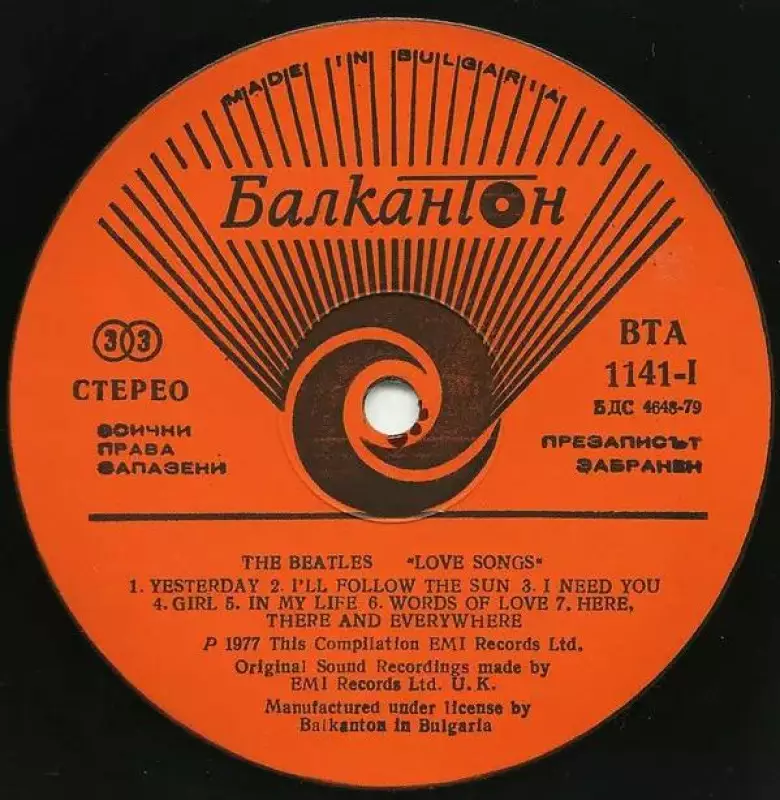 MADE IN BULGARIA
Балкантон
33
СТЕРЕО
ВСИЧКИ
ПРАВА
ЗАПАЗЕНИ
ВТА
1141-I
БДС 4648-79
ПРЕЗАПИСЪТ
ЗАБРАНЕН
THE BEATLES "LOVE SONGS"
1. YESTERDAY 2. I'LL FOLLOW THE SUN 3. I NEED YOU
4. GIRL 5. IN MY LIFE 6. WORDS OF LOVE 7. HERE,
THERE AND EVERYWHERE
P 1977 This Compilation EMI Records Ltd.
Original Sound Recordings made by
EMI Records Ltd. U.K.
Manufactured under license by
Balkanton in Bulgaria